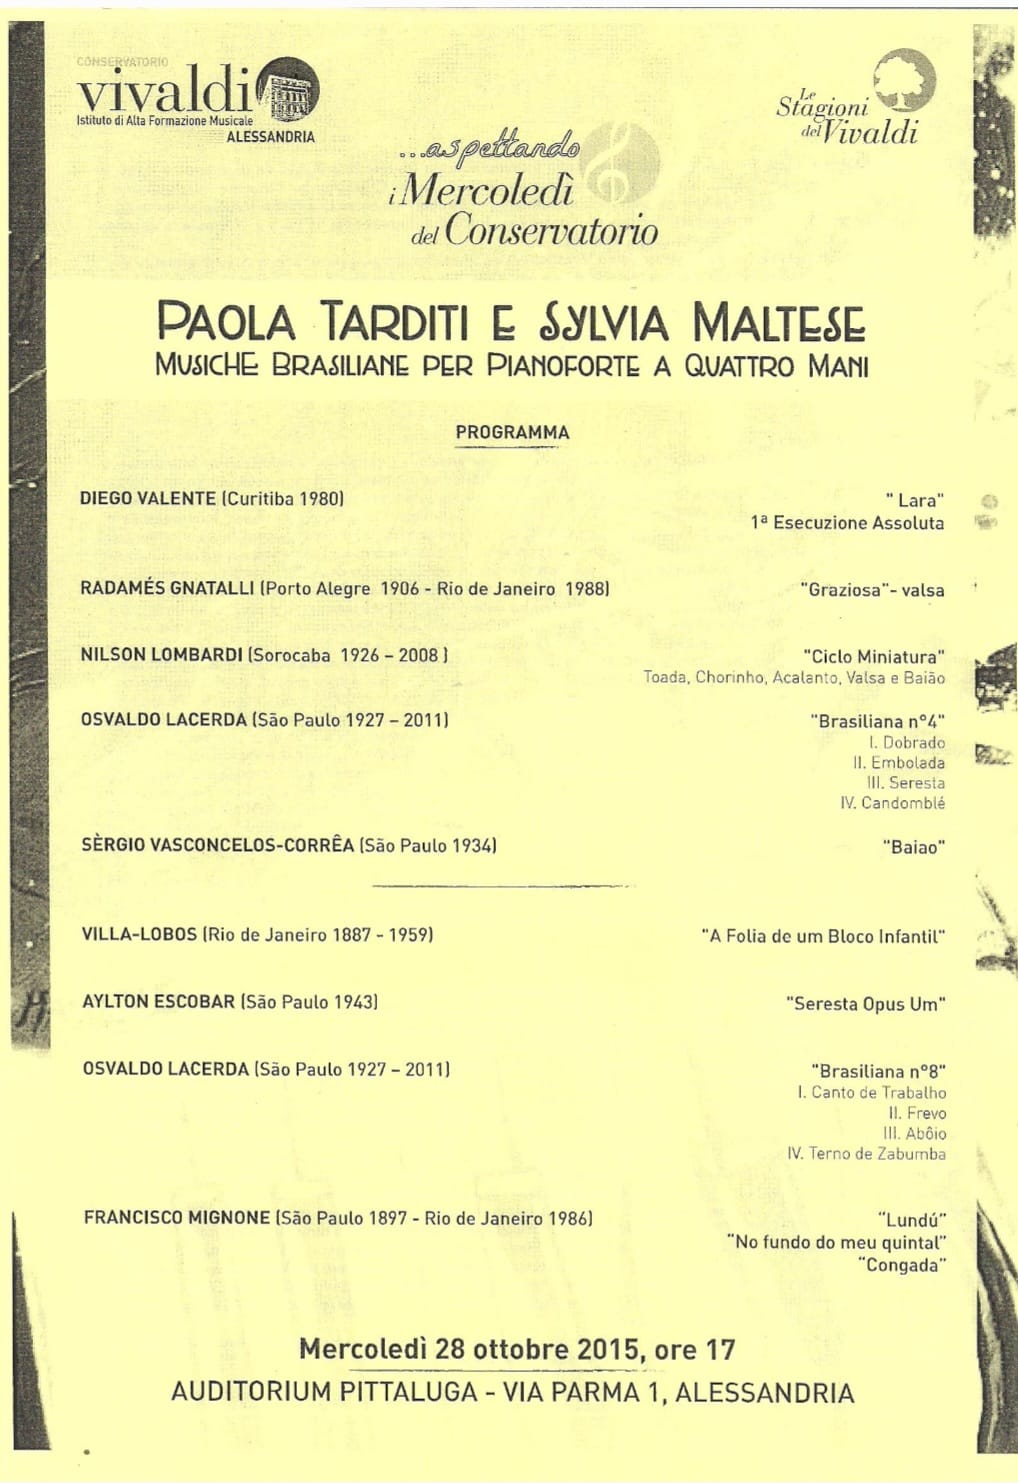 CONSERVATORIO
vivaldi
Istituto di Alta Formazione Musicale
ALESSANDRIA
Le
Stagioni
del Vivaldi
...aspettando
i Mercoledì
del Conservatorio
PAOLA TARDITI E SYLVIA MALTESE
MUSICHE BRASILIANE PER PIANOFORTE A QUATTRO MANI
PROGRAMMA
DIEGO VALENTE (Curitiba 1980) " Lara"
1ª Esecuzione Assoluta
RADAMÉS GNATALLI (Porto Alegre 1906 - Rio de Janeiro 1988) "Graziosa"- valsa
NILSON LOMBARDI (Sorocaba 1926 – 2008 ) "Ciclo Miniatura"
Toada, Chorinho, Acalanto, Valsa e Baião
OSVALDO LACERDA (São Paulo 1927 – 2011) "Brasiliana n°4"
I. Dobrado
II. Embolada
III. Seresta
IV. Candomblé
SÈRGIO VASCONCELOS-CORRÊA (São Paulo 1934) "Baiao"
VILLA-LOBOS (Rio de Janeiro 1887 - 1959) "A Folia de um Bloco Infantil"
AYLTON ESCOBAR (São Paulo 1943) "Seresta Opus Um"
OSVALDO LACERDA (São Paulo 1927 – 2011) "Brasiliana n°8"
I. Canto de Trabalho
II. Frevo
III. Abôio
IV. Terno de Zabumba
FRANCISCO MIGNONE (São Paulo 1897 - Rio de Janeiro 1986) "Lundú"
"No fundo do meu quintal"
"Congada"
Mercoledì 28 ottobre 2015, ore 17
AUDITORIUM PITTALUGA - VIA PARMA 1, ALESSANDRIA